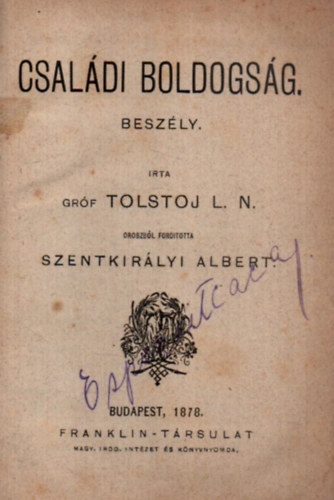 CSALÁDI BOLDOGSÁG.
BESZÉLY.
IRTA
GRÓF TOLSTOJ L. N.
OROSZBÓL FORDITOTTA
SZENTKIRÁLYI ALBERT.
BUDAPEST, 1878.
FRANKLIN-TÁRSULAT
MAGY. IROD. INTÉZET ÉS KÖNYVNYOMDA.